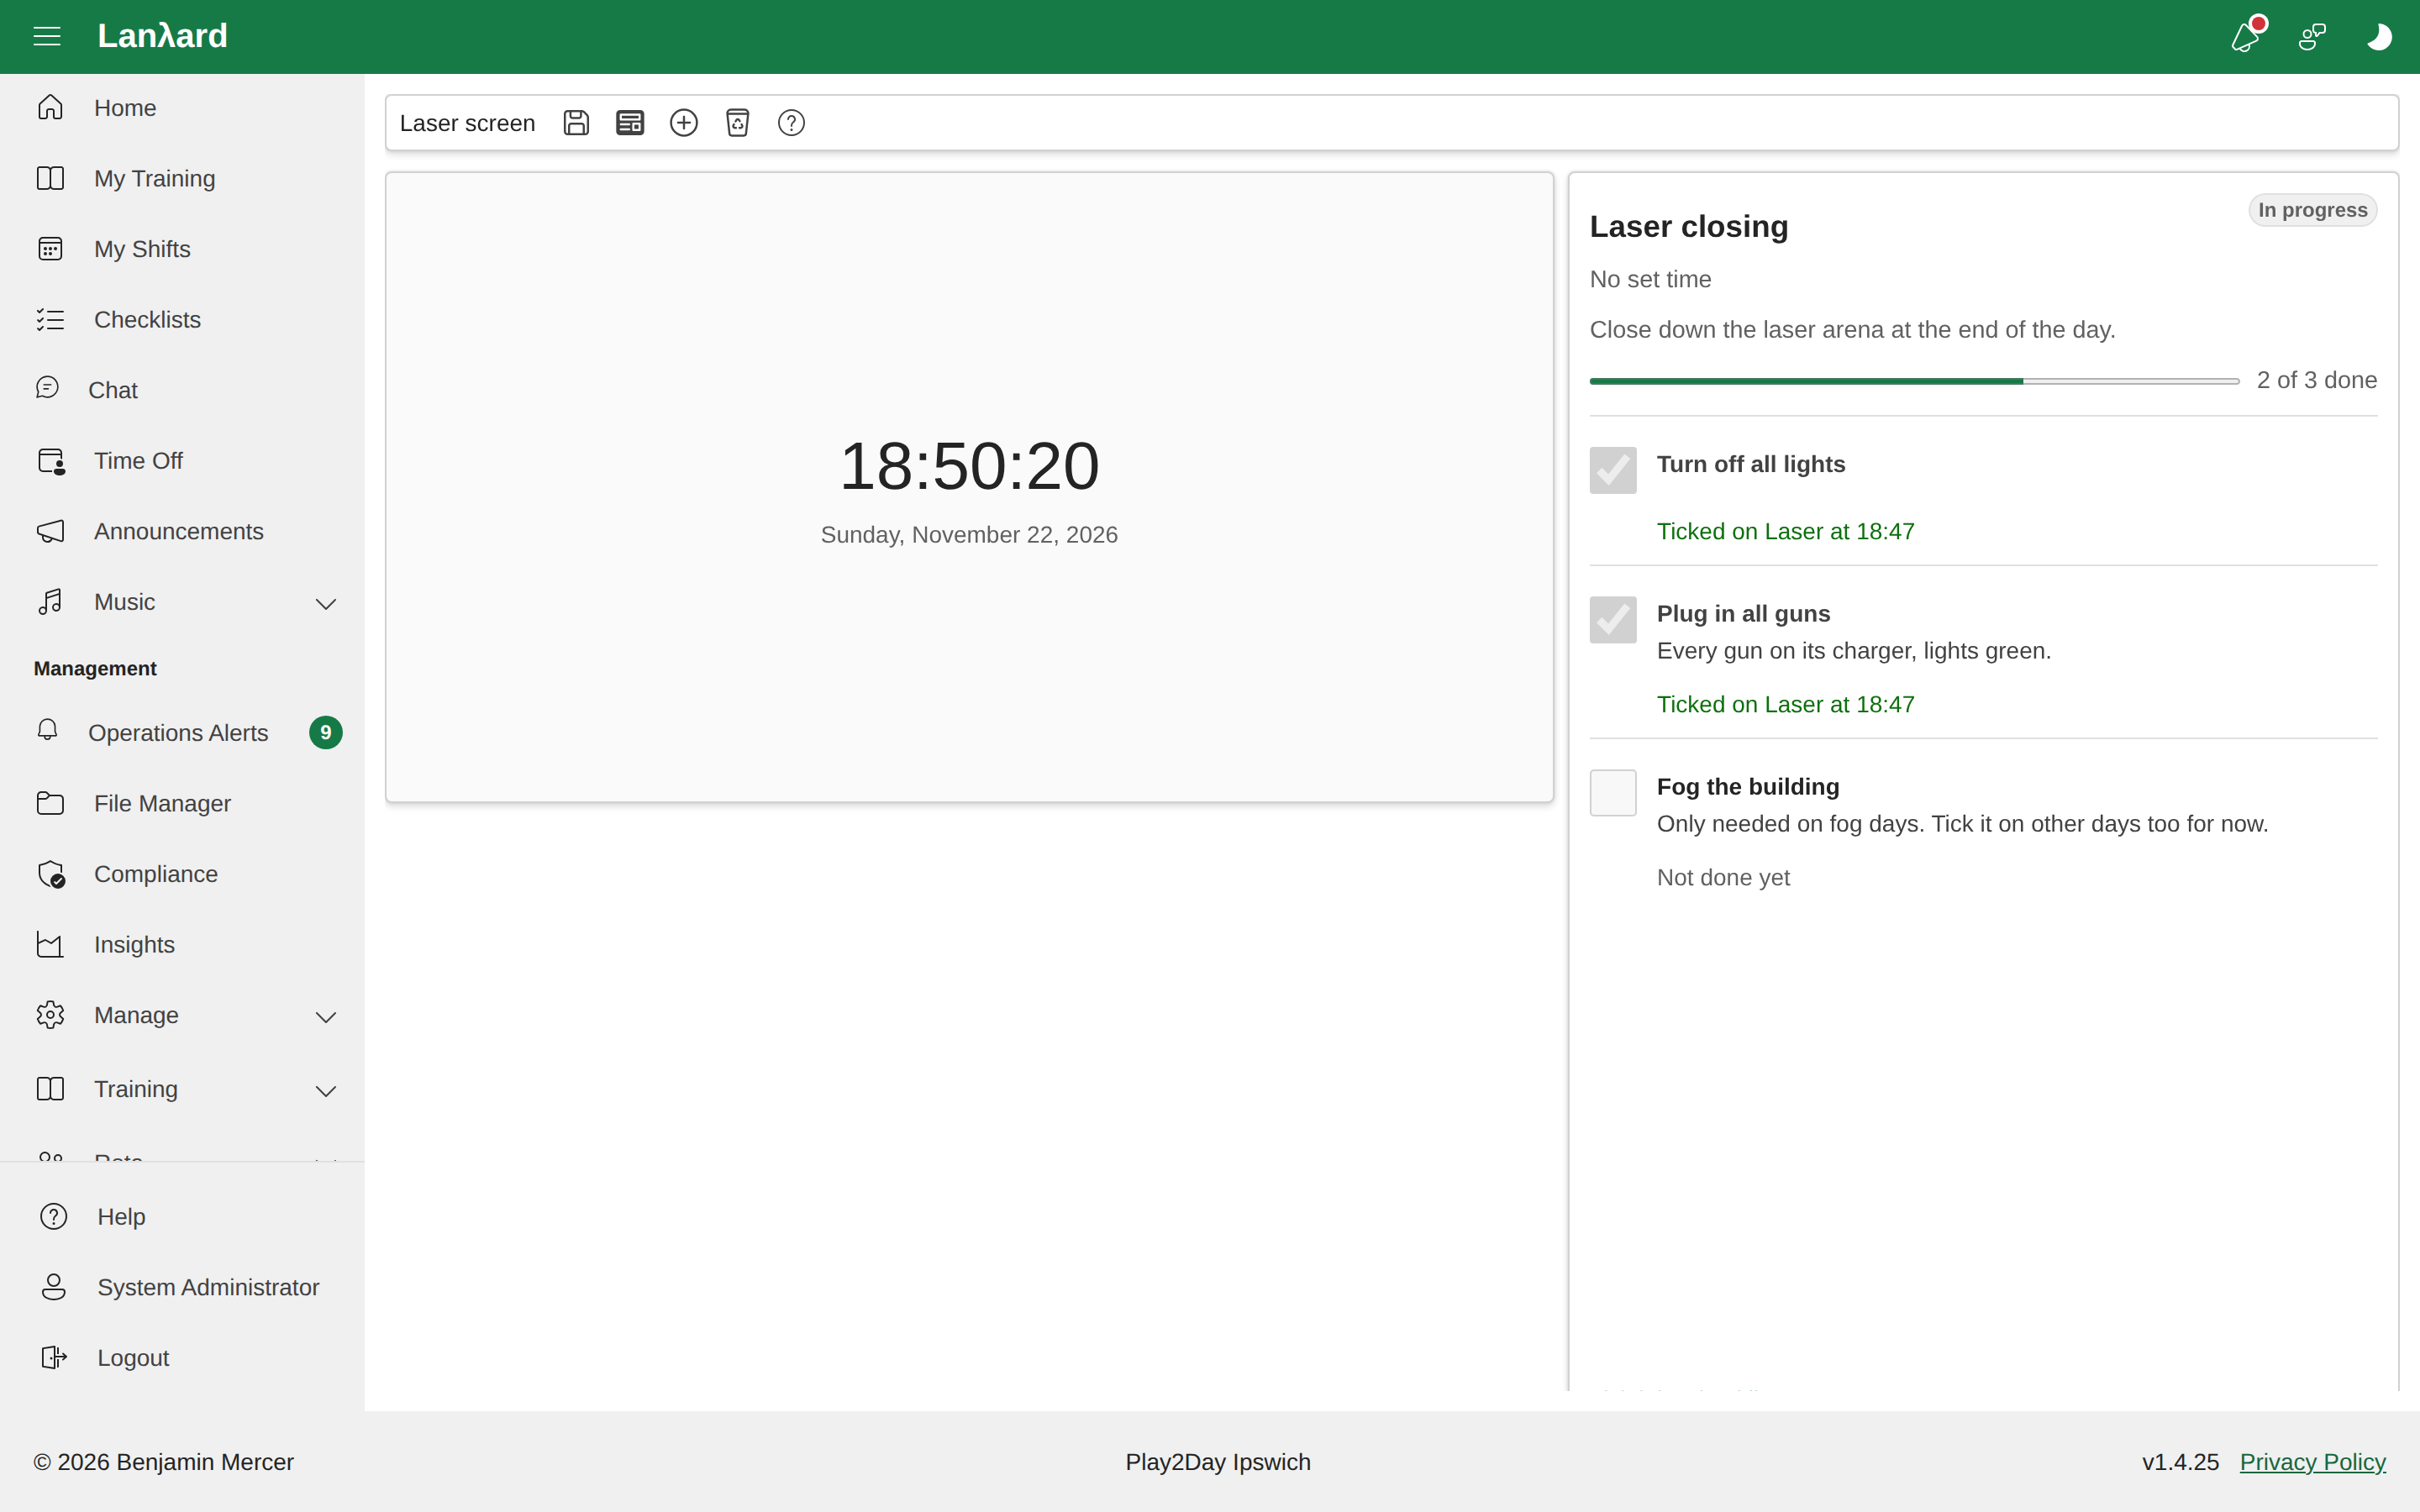 Lanλard
Home
My Training
My Shifts
Checklists
Chat
Time Off
Announcements
Music
Management
Operations Alerts 9
File Manager
Compliance
Insights
Manage
Training
Help
System Administrator
Logout
Laser screen
18:50:20
Sunday, November 22, 2026
In progress
Laser closing
No set time
Close down the laser arena at the end of the day.
2 of 3 done
Turn off all lights
Ticked on Laser at 18:47
Plug in all guns
Every gun on its charger, lights green.
Ticked on Laser at 18:47
Fog the building
Only needed on fog days. Tick it on other days too for now.
Not done yet
© 2026 Benjamin Mercer
Play2Day Ipswich
v1.4.25 Privacy Policy